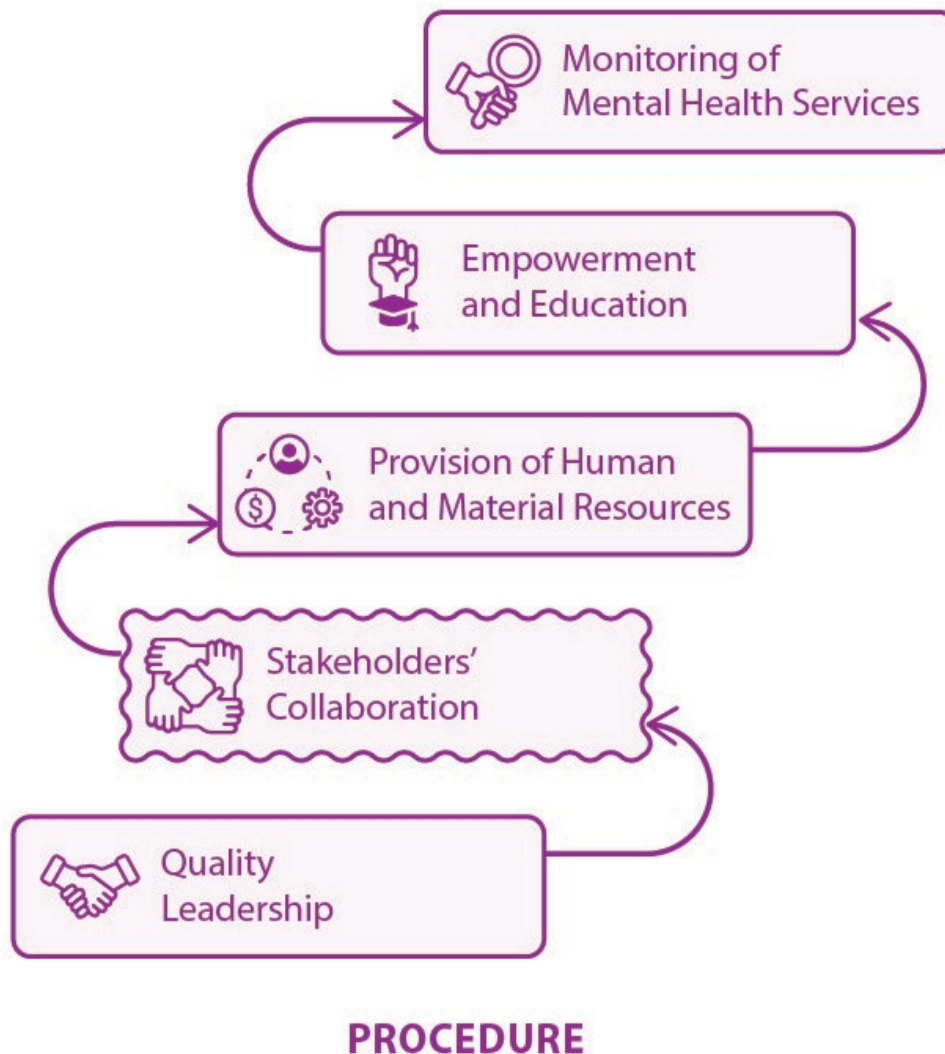 Monitoring of
Mental Health Services
Empowerment
and Education
Provision of Human
and Material Resources
$
Stakeholders’
Collaboration
Quality
Leadership
PROCEDURE